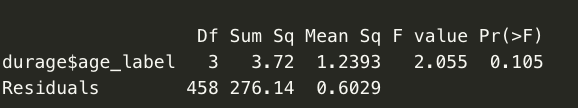 Df Sum Sq Mean Sq F value Pr(>F)
durage$age_label 3 3.72 1.2393 2.055 0.105
Residuals 458 276.14 0.6029